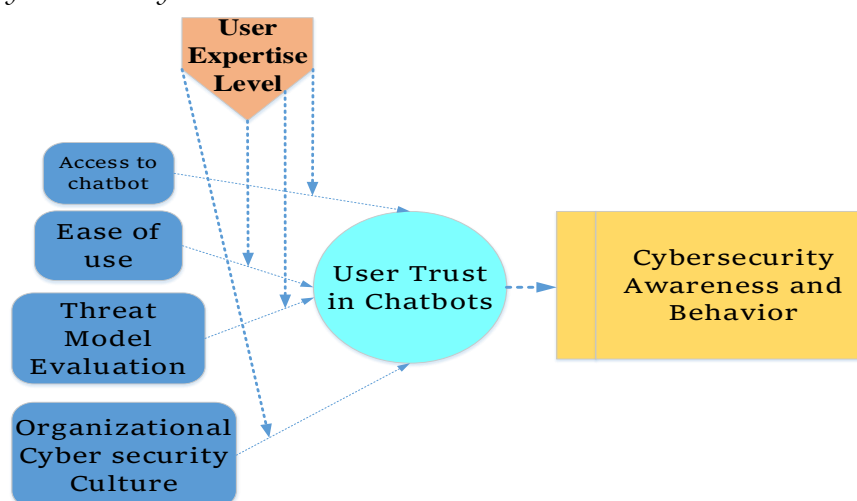 User
Expertise
Level
Access to
chatbot
Ease of
use
Threat
Model
Evaluation
Organizational
Cyber security
Culture
User Trust
in Chatbots
Cybersecurity
Awareness and
Behavior